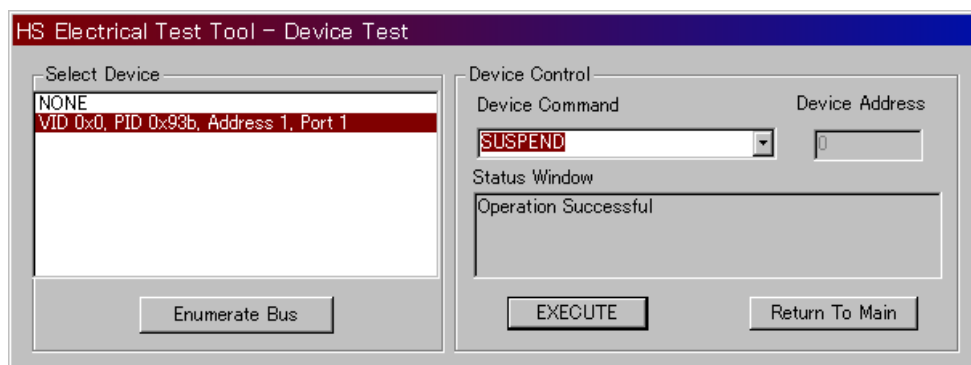 HS Electrical Test Tool - Device Test
Select Device
NONE
VID 0x0, PID 0x93b, Address 1, Port 1
Enumerate Bus
Device Control
Device Command
Device Address
SUSPEND
0
Status Window
Operation Successful
EXECUTE
Return To Main